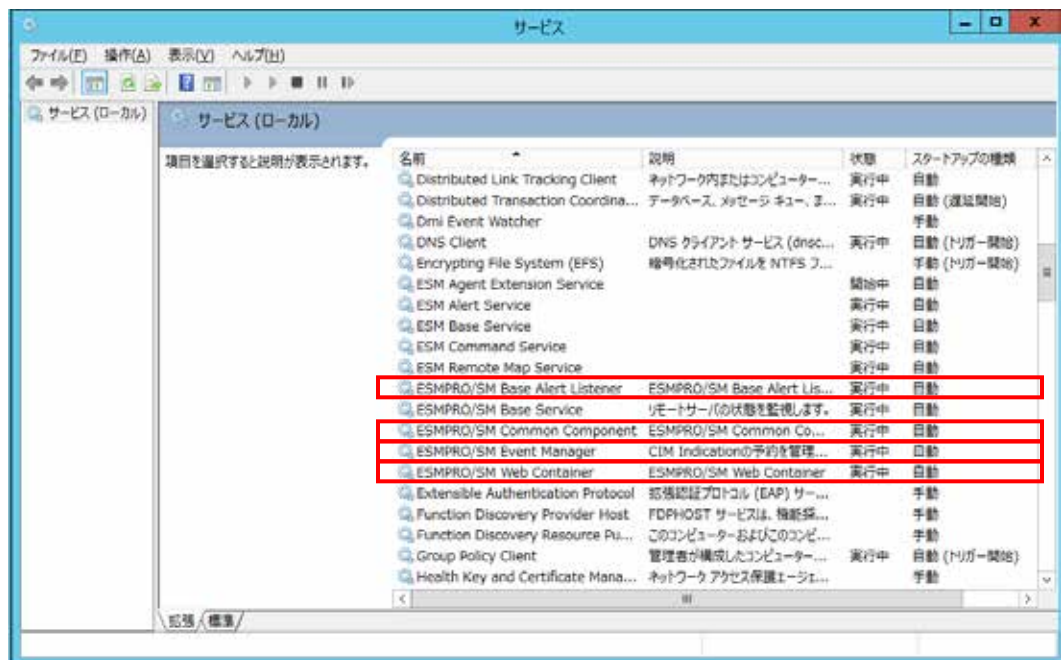 サービス
ファイル(F) 操作(A) 表示(V) ヘルプ(H)
サービス (ローカル)
サービス (ローカル)
項目を選択すると説明が表示されます。
名前 説明 状態 スタートアップの種類
Distributed Link Tracking Client ネットワーク内またはコンピューター... 実行中 自動
Distributed Transaction Coordina... データベース、メッセージ キュー、ま... 実行中 自動 (遅延開始)
Dmi Event Watcher 手動
DNS Client DNS クライアント サービス (dnsc... 実行中 自動 (トリガー開始)
Encrypting File System (EFS) 暗号化されたファイルを NTFS フ... 手動 (トリガー開始)
ESM Agent Extension Service 開始中 自動
ESM Alert Service 実行中 自動
ESM Base Service 実行中 自動
ESM Command Service 実行中 自動
ESM Remote Map Service 実行中 自動
ESMPRO/SM Base Alert Listener ESMPRO/SM Base Alert Lis... 実行中 自動
ESMPRO/SM Base Service リモートサーバの状態を監視します。 実行中 自動
ESMPRO/SM Common Component ESMPRO/SM Common Co... 実行中 自動
ESMPRO/SM Event Manager CIM Indicationの予約を管理... 実行中 自動
ESMPRO/SM Web Container ESMPRO/SM Web Container 実行中 自動
Extensible Authentication Protocol 拡張認証プロトコル (EAP) サー... 手動
Function Discovery Provider Host FDPHOST サービスは、機能探... 手動
Function Discovery Resource Pu... このコンピューターおよびこのコンピ... 手動
Group Policy Client 管理者が構成したコンピューター... 実行中 自動 (トリガー開始)
Health Key and Certificate Mana... ネットワーク アクセス保護エージェ... 手動
拡張 標準